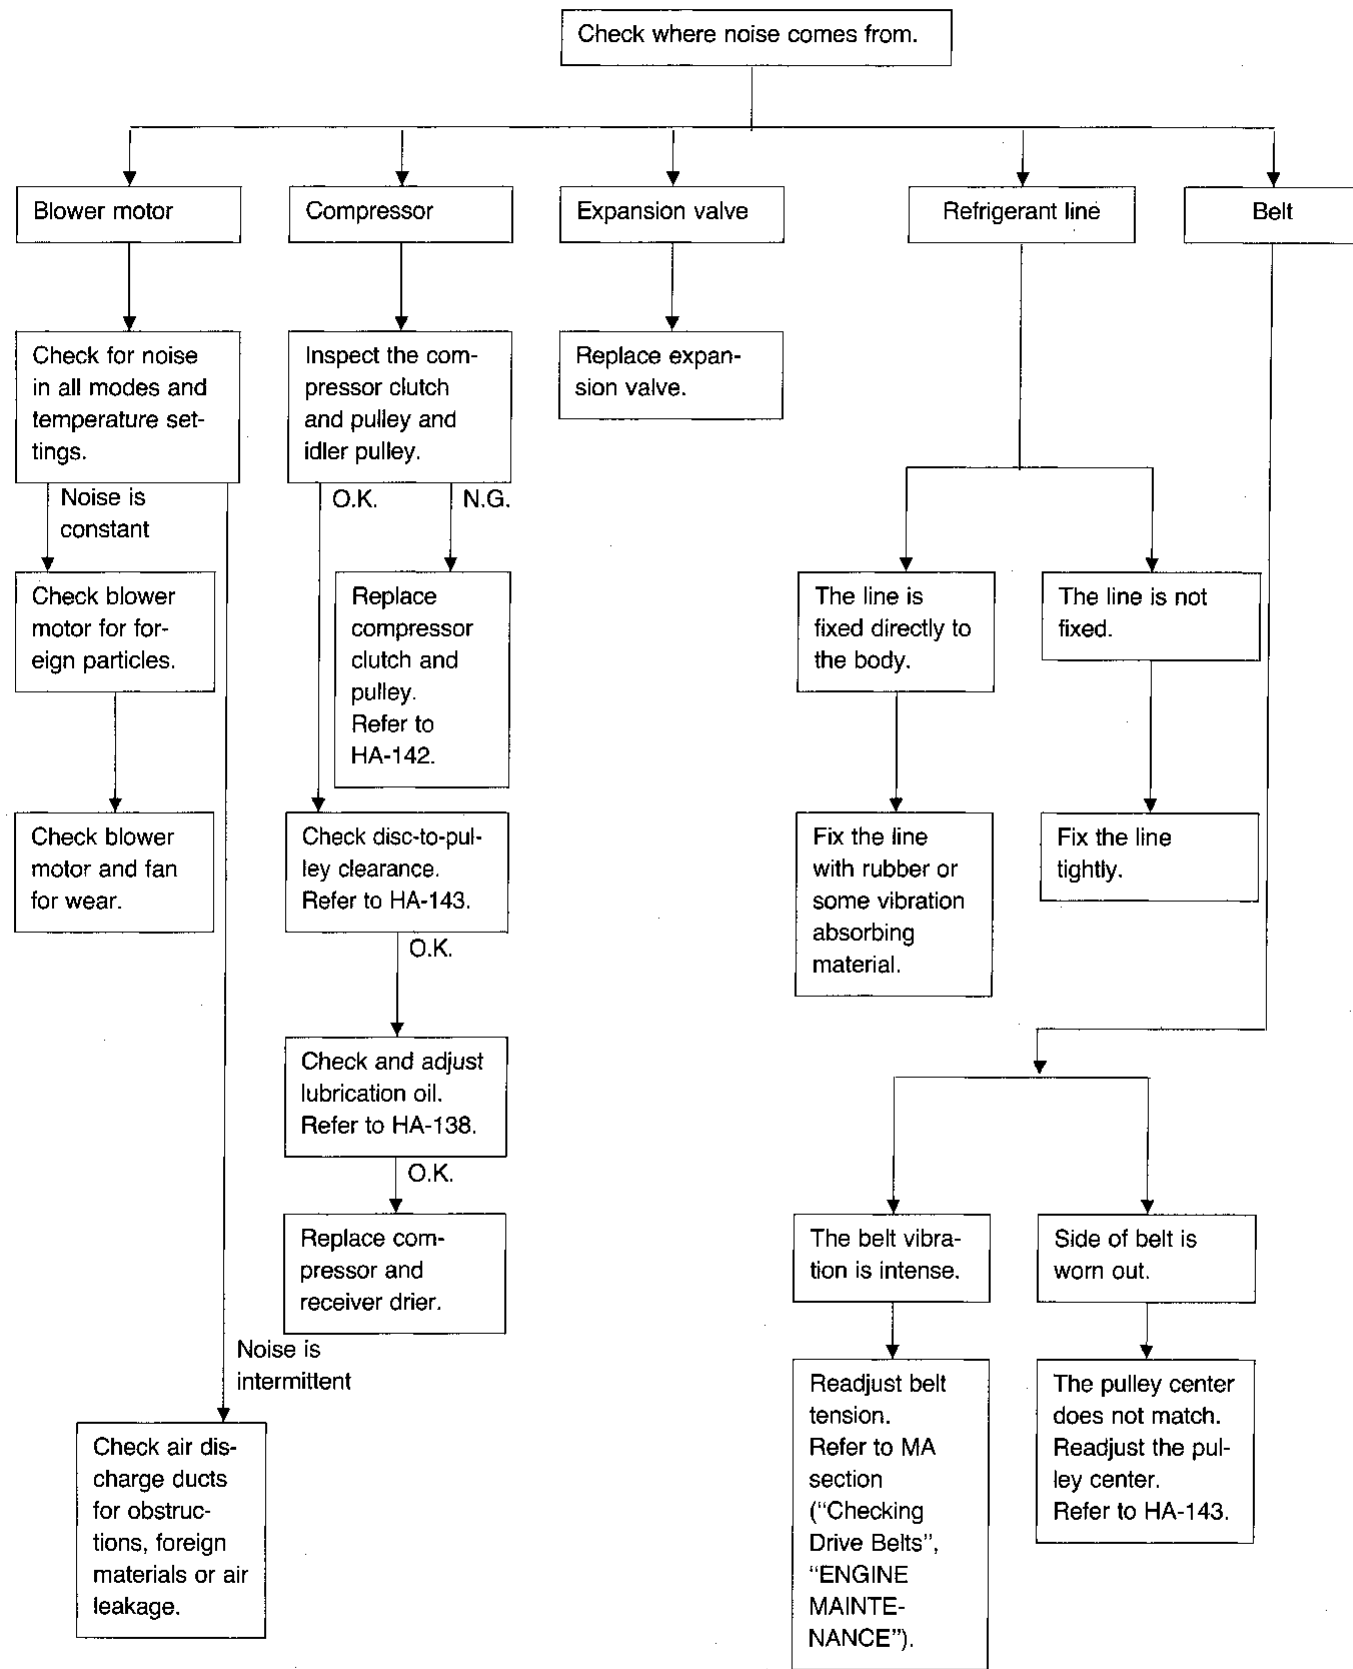 Check where noise comes from.
Blower motor
Compressor
Expansion valve
Refrigerant line
Belt
Check for noise
in all modes and
temperature set-
tings.
Inspect the com-
pressor clutch
and pulley and
idler pulley.
Replace expan-
sion valve.
Noise is
constant
O.K.
N.G.
Check blower
motor for for-
eign particles.
Replace
compressor
clutch and
pulley.
Refer to
HA-142.
The line is
fixed directly to
the body.
The line is not
fixed.
Check blower
motor and fan
for wear.
Check disc-to-pul-
ley clearance.
Refer to HA-143.
O.K.
Fix the line
with rubber or
some vibration
absorbing
material.
Fix the line
tightly.
Check and adjust
lubrication oil.
Refer to HA-138.
O.K.
Replace com-
pressor and
receiver drier.
The belt vibra-
tion is intense.
Side of belt is
worn out.
Noise is
intermittent
Check air dis-
charge ducts
for obstruc-
tions, foreign
materials or air
leakage.
Readjust belt
tension.
Refer to MA
section
(“Checking
Drive Belts”,
“ENGINE
MAINTE-
NANCE”).
The pulley center
does not match.
Readjust the pul-
ley center.
Refer to HA-143.